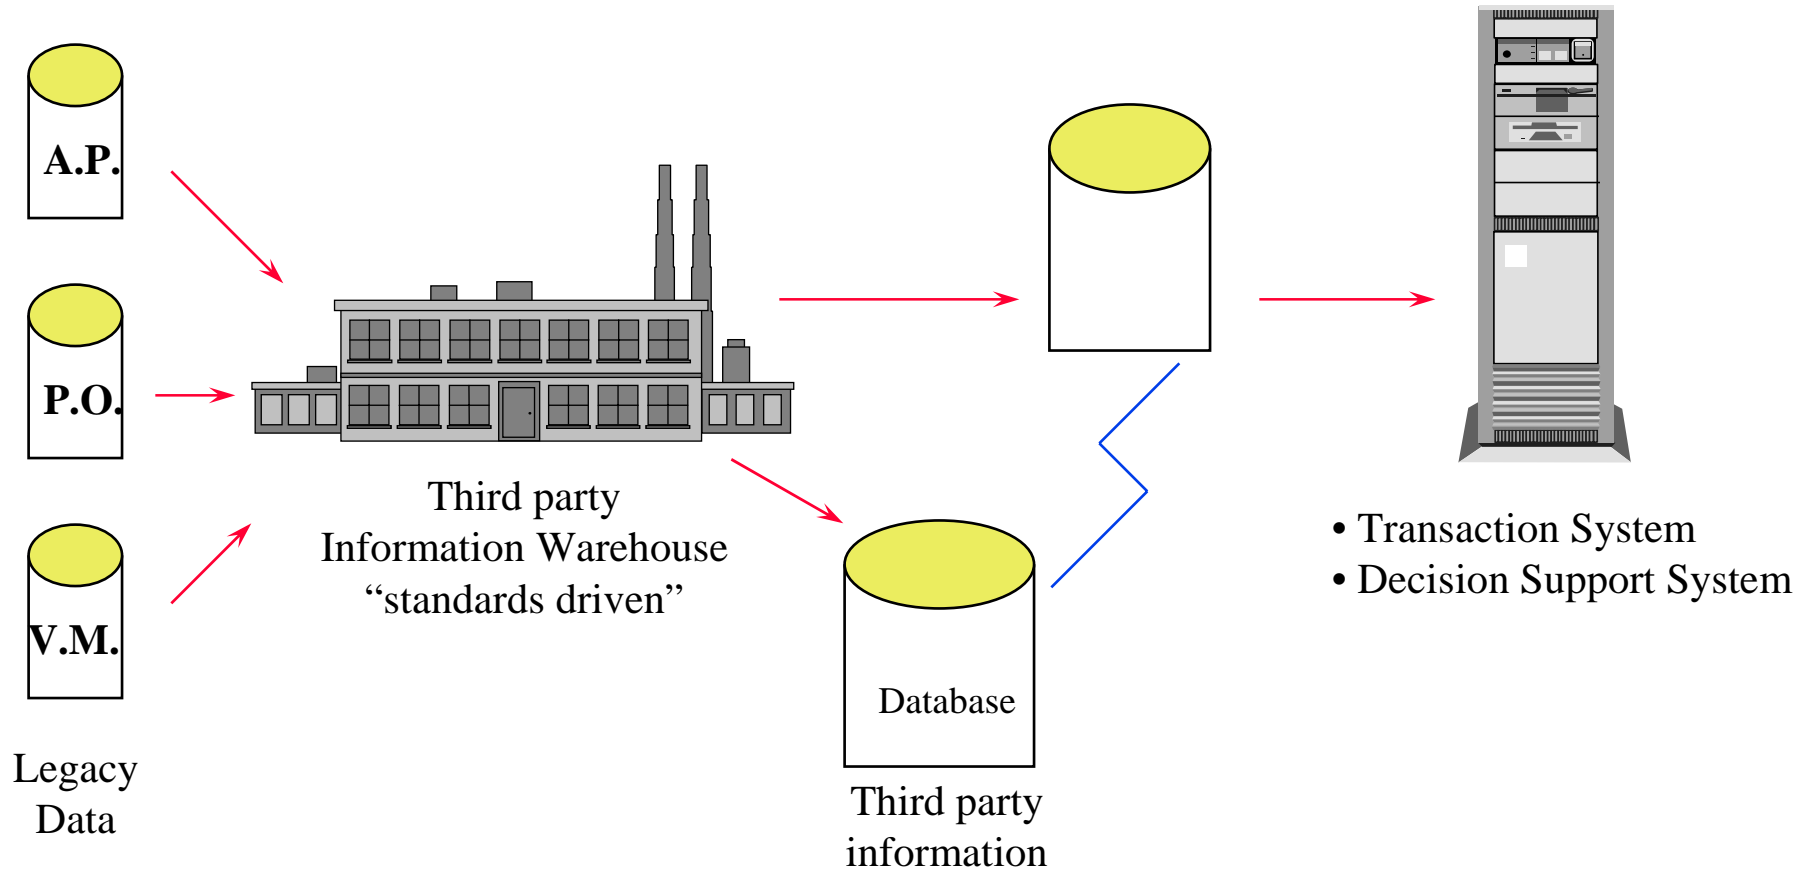 A.P.
P.O.
V.M.
Legacy
Data
Third party
Information Warehouse
“standards driven”
Database
Third party
information
• Transaction System
• Decision Support System